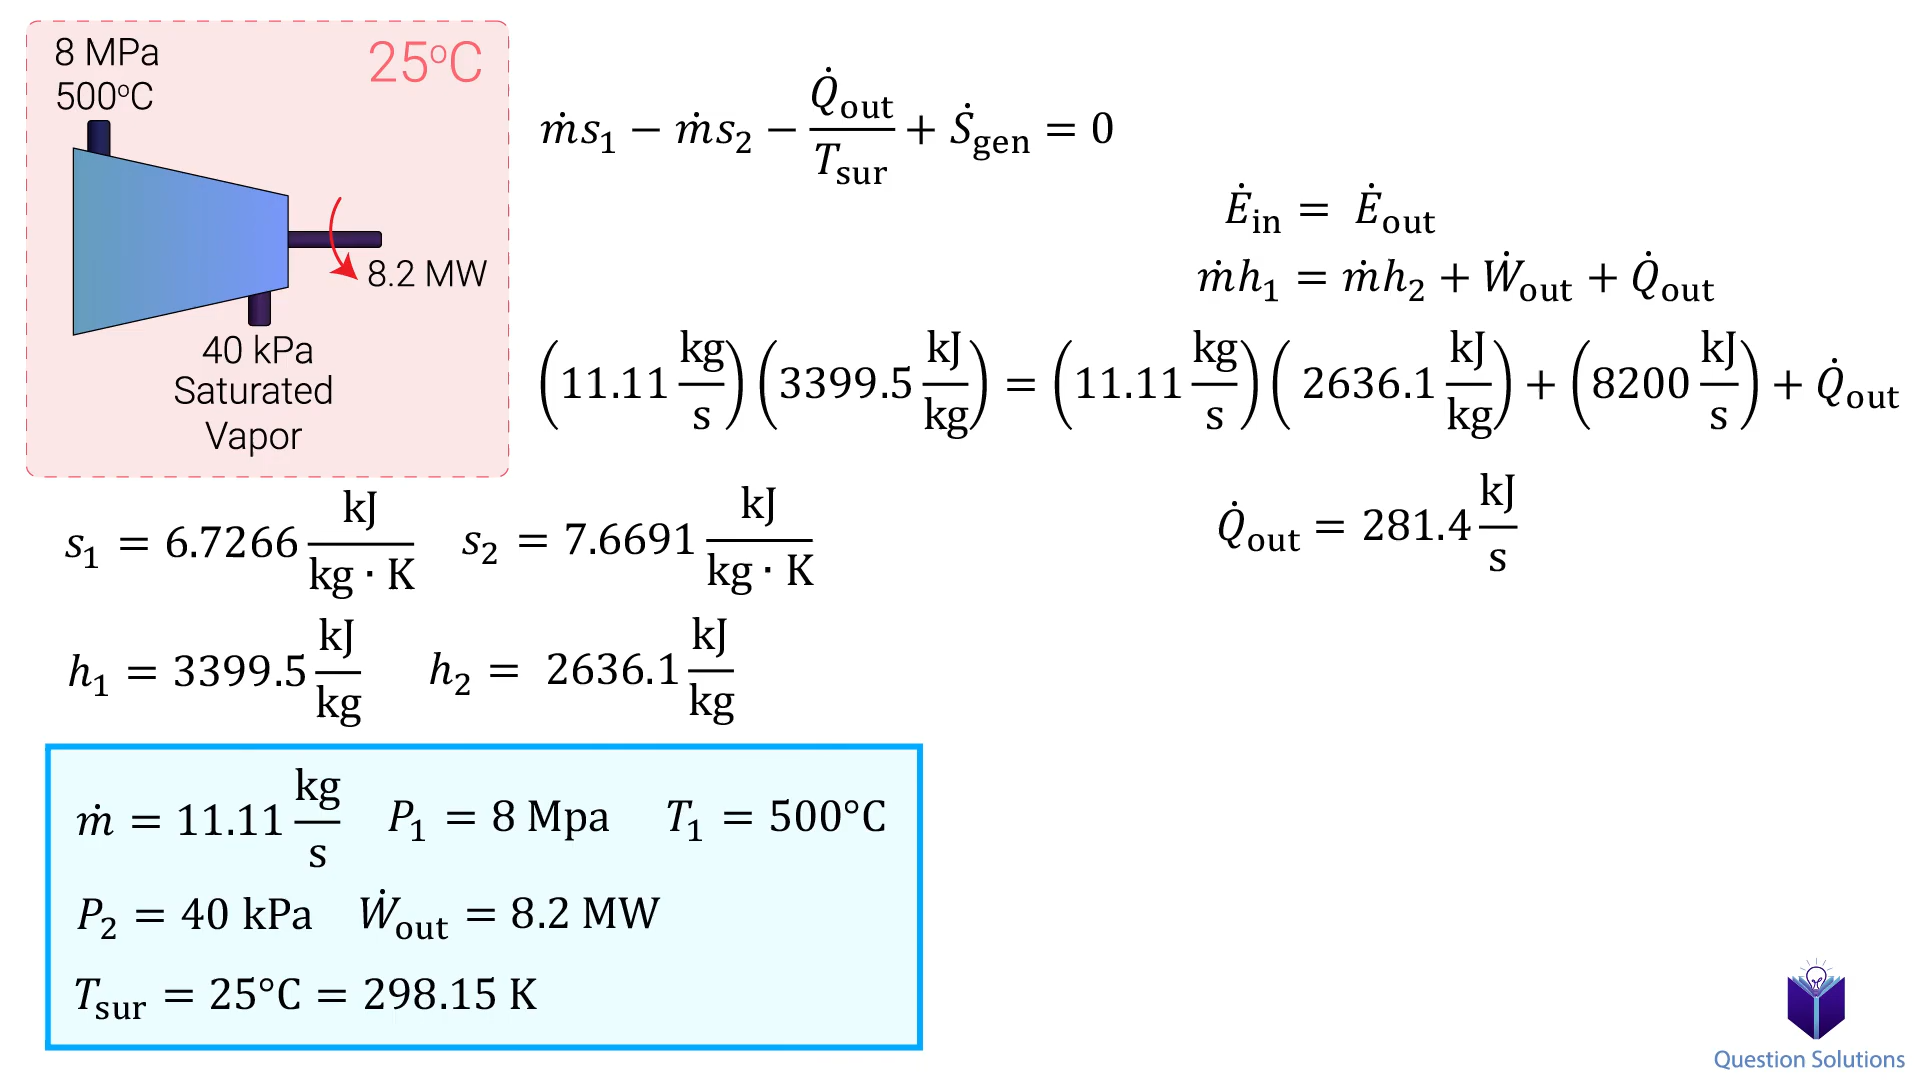 8 MPa
500°C
25°C
8.2 MW
40 kPa
Saturated
Vapor
ṁs₁ − ṁs₂ − Q̇out/Tsur + Ṡgen = 0
Ėin = Ėout
ṁh₁ = ṁh₂ + Ẇout + Q̇out
(11.11 kg/s)(3399.5 kJ/kg) = (11.11 kg/s)( 2636.1 kJ/kg) + (8200 kJ/s) + Q̇out
Q̇out = 281.4 kJ/s
s₁ = 6.7266 kJ/kg · K s₂ = 7.6691 kJ/kg · K
h₁ = 3399.5 kJ/kg h₂ = 2636.1 kJ/kg
ṁ = 11.11 kg/s P₁ = 8 Mpa T₁ = 500°C
P₂ = 40 kPa Ẇout = 8.2 MW
Tsur = 25°C = 298.15 K
Question Solutions